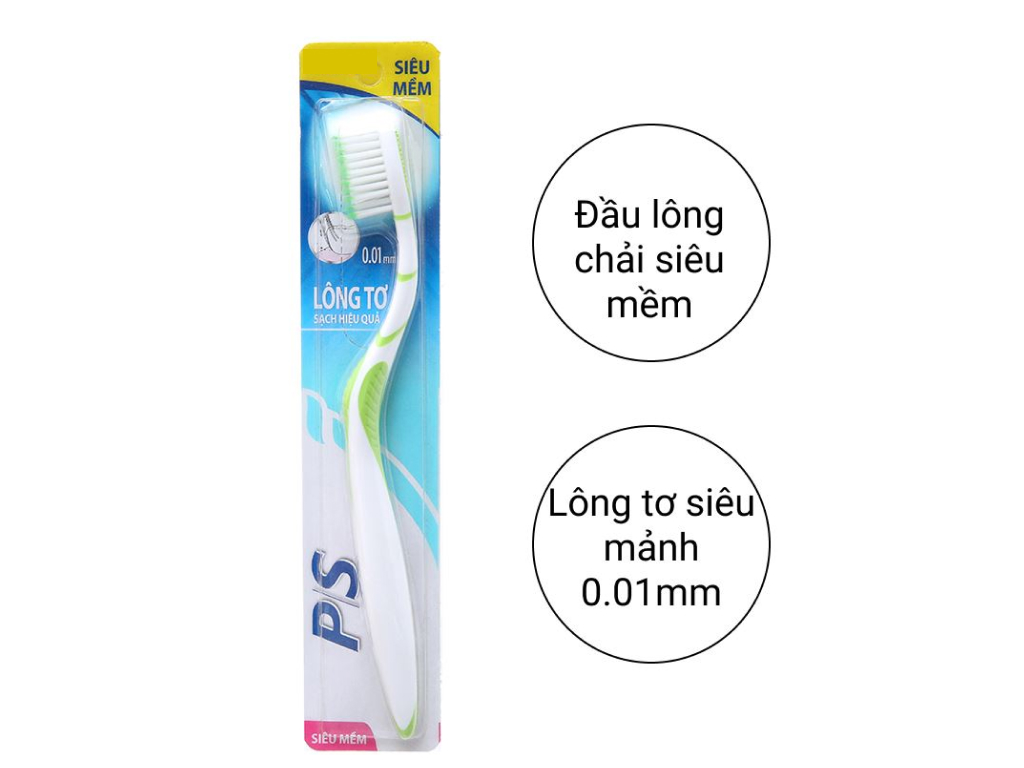 SIÊU
MỀM
0.01mm
LÔNG TƠ
SẠCH HIỆU QUẢ
P/S
SIÊU MỀM
Đầu lông
chải siêu
mềm
Lông tơ siêu
mảnh
0.01mm